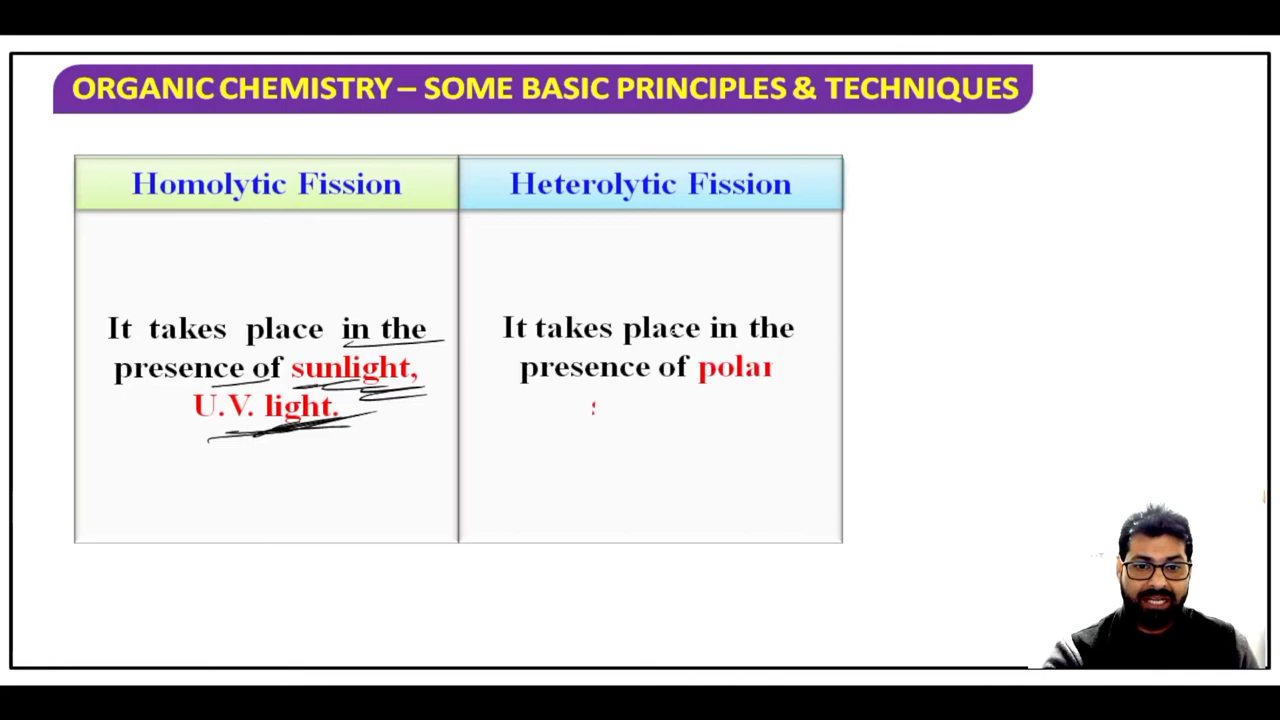 ORGANIC CHEMISTRY – SOME BASIC PRINCIPLES & TECHNIQUES
Homolytic Fission
It takes place in the
presence of sunlight,
U.V. light.
Heterolytic Fission
It takes place in the
presence of polar